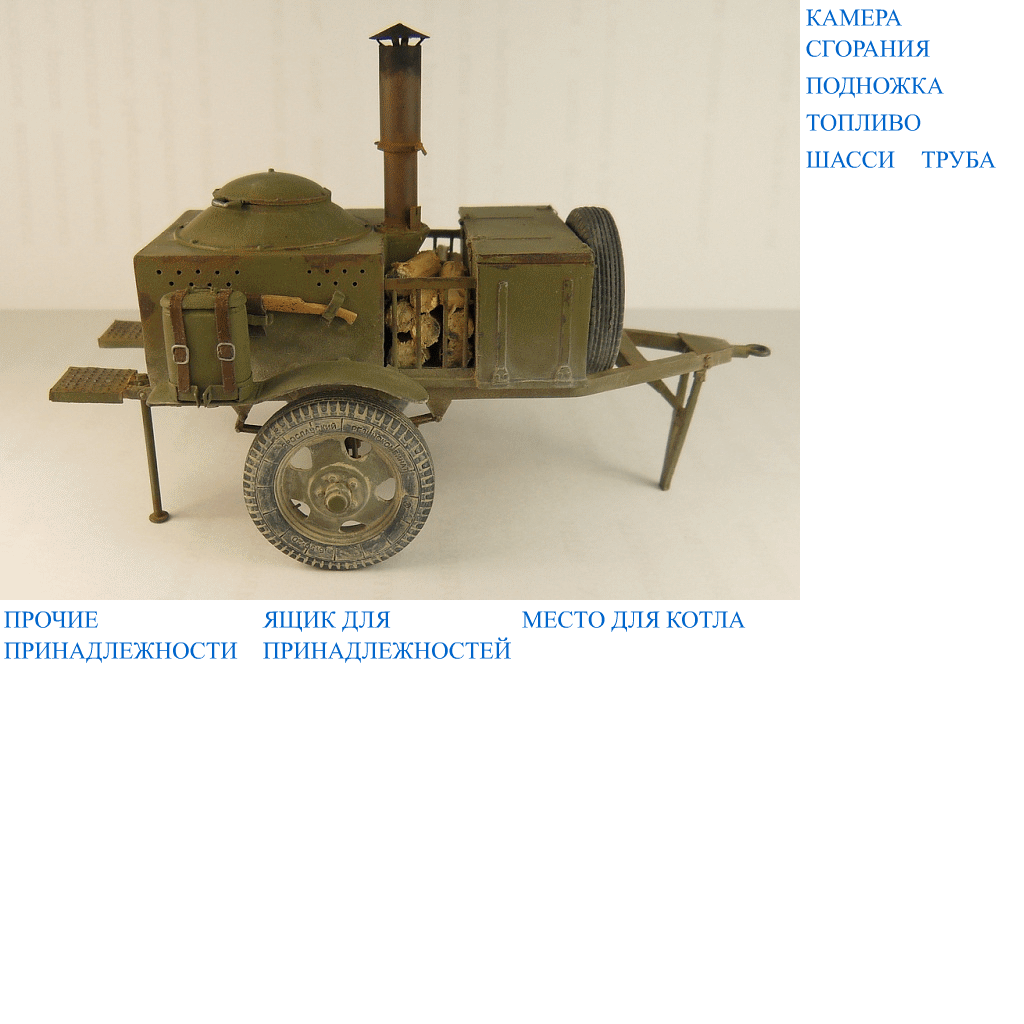 КАМЕРА
СГОРАНИЯ
ПОДНОЖКА
ТОПЛИВО
ШАССИ ТРУБА
ПРОЧИЕ
ПРИНАДЛЕЖНОСТИ
ЯЩИК ДЛЯ
ПРИНАДЛЕЖНОСТЕЙ
МЕСТО ДЛЯ КОТЛА